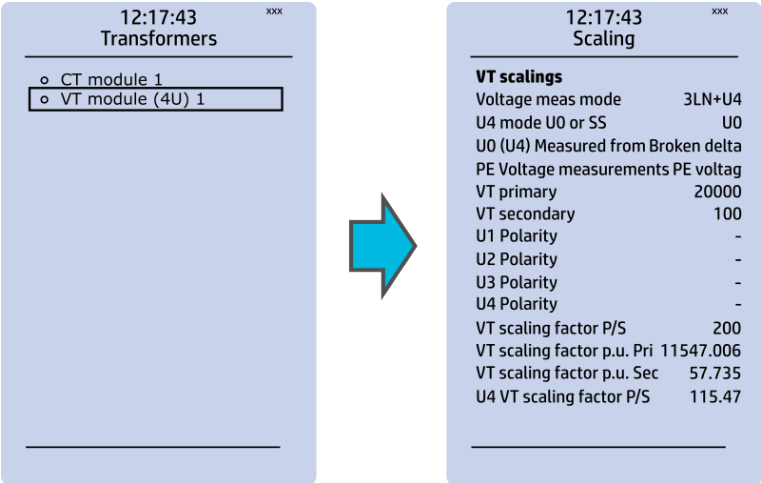 12:17:43 xxx
Transformers
CT module 1
VT module (4U) 1
12:17:43 xxx
Scaling
VT scalings
Voltage meas mode 3LN+U4
U4 mode U0 or SS U0
U0 (U4) Measured from Broken delta
PE Voltage measurements PE voltag
VT primary 20000
VT secondary 100
U1 Polarity -
U2 Polarity -
U3 Polarity -
U4 Polarity -
VT scaling factor P/S 200
VT scaling factor p.u. Pri 11547.006
VT scaling factor p.u. Sec 57.735
U4 VT scaling factor P/S 115.47